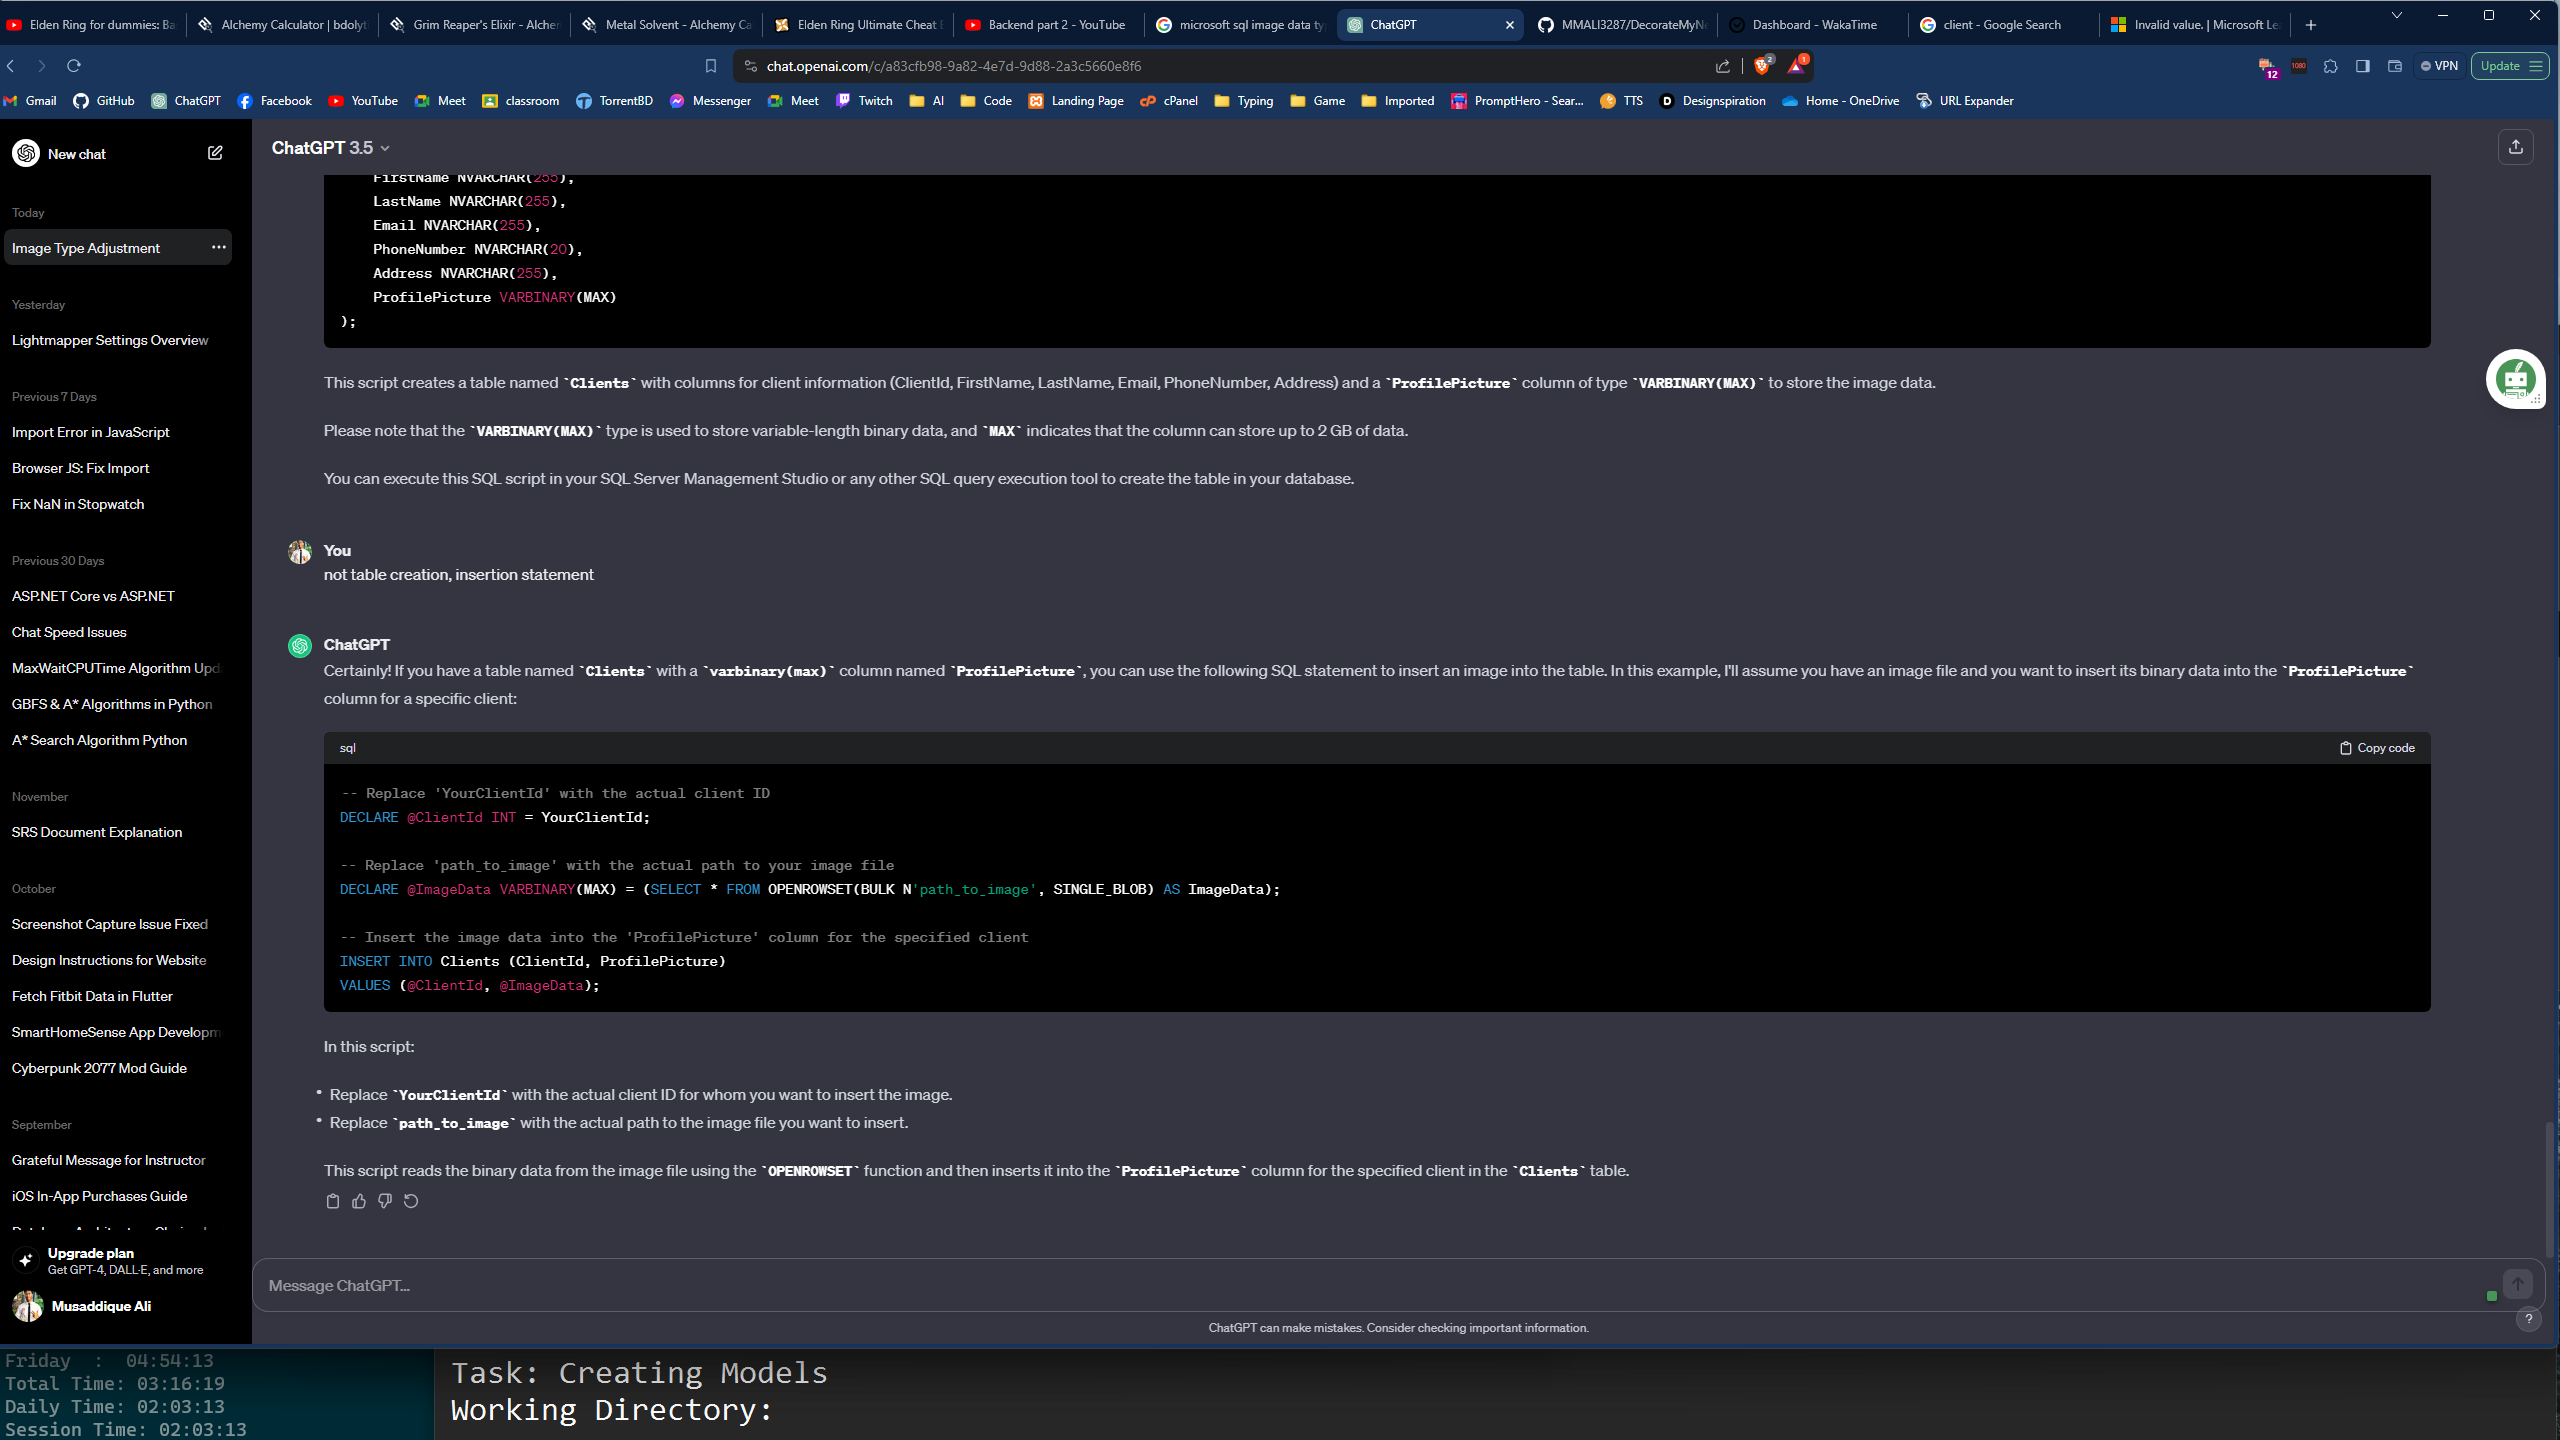 Elden Ring for dummies: Ba
Alchemy Calculator | bdolyt
Grim Reaper's Elixir - Alchem
Metal Solvent - Alchemy Ca
Elden Ring Ultimate Cheat
Backend part 2 - YouTube
microsoft sql image data ty
ChatGPT
MMALI3287/DecorateMyNe
Dashboard - WakaTime
client - Google Search
Invalid value. | Microsoft Le
chat.openai.com/c/a83cfb98-9a82-4e7d-9d88-2a3c5660e8f6
2
1
12
1080
VPN
Update
Gmail
GitHub
ChatGPT
Facebook
YouTube
Meet
classroom
TorrentBD
Messenger
Meet
Twitch
AI
Code
Landing Page
cPanel
Typing
Game
Imported
PromptHero - Sear...
TTS
Designspiration
Home - OneDrive
URL Expander
New chat
Today
Image Type Adjustment
Yesterday
Lightmapper Settings Overview
Previous 7 Days
Import Error in JavaScript
Browser JS: Fix Import
Fix NaN in Stopwatch
Previous 30 Days
ASP.NET Core vs ASP.NET
Chat Speed Issues
MaxWaitCPUTime Algorithm Upd
GBFS & A* Algorithms in Python
A* Search Algorithm Python
November
SRS Document Explanation
October
Screenshot Capture Issue Fixed
Design Instructions for Website
Fetch Fitbit Data in Flutter
SmartHomeSense App Developm
Cyberpunk 2077 Mod Guide
September
Grateful Message for Instructor
iOS In-App Purchases Guide
Upgrade plan
Get GPT-4, DALL·E, and more
Musaddique Ali
ChatGPT 3.5
FirstName NVARCHAR(255),
LastName NVARCHAR(255),
Email NVARCHAR(255),
PhoneNumber NVARCHAR(20),
Address NVARCHAR(255),
ProfilePicture VARBINARY(MAX)
);
This script creates a table named `Clients` with columns for client information (ClientId, FirstName, LastName, Email, PhoneNumber, Address) and a `ProfilePicture` column of type `VARBINARY(MAX)` to store the image data.
Please note that the `VARBINARY(MAX)` type is used to store variable-length binary data, and `MAX` indicates that the column can store up to 2 GB of data.
You can execute this SQL script in your SQL Server Management Studio or any other SQL query execution tool to create the table in your database.
You
not table creation, insertion statement
ChatGPT
Certainly! If you have a table named `Clients` with a `varbinary(max)` column named `ProfilePicture`, you can use the following SQL statement to insert an image into the table. In this example, I'll assume you have an image file and you want to insert its binary data into the `ProfilePicture`
column for a specific client:
sql
Copy code
-- Replace 'YourClientId' with the actual client ID
DECLARE @ClientId INT = YourClientId;
-- Replace 'path_to_image' with the actual path to your image file
DECLARE @ImageData VARBINARY(MAX) = (SELECT * FROM OPENROWSET(BULK N'path_to_image', SINGLE_BLOB) AS ImageData);
-- Insert the image data into the 'ProfilePicture' column for the specified client
INSERT INTO Clients (ClientId, ProfilePicture)
VALUES (@ClientId, @ImageData);
In this script:
• Replace `YourClientId` with the actual client ID for whom you want to insert the image.
• Replace `path_to_image` with the actual path to the image file you want to insert.
This script reads the binary data from the image file using the `OPENROWSET` function and then inserts it into the `ProfilePicture` column for the specified client in the `Clients` table.
Message ChatGPT...
ChatGPT can make mistakes. Consider checking important information.
?
Friday  :  04:54:13
Total Time: 03:16:19
Daily Time: 02:03:13
Session Time: 02:03:13
Task: Creating Models
Working Directory: